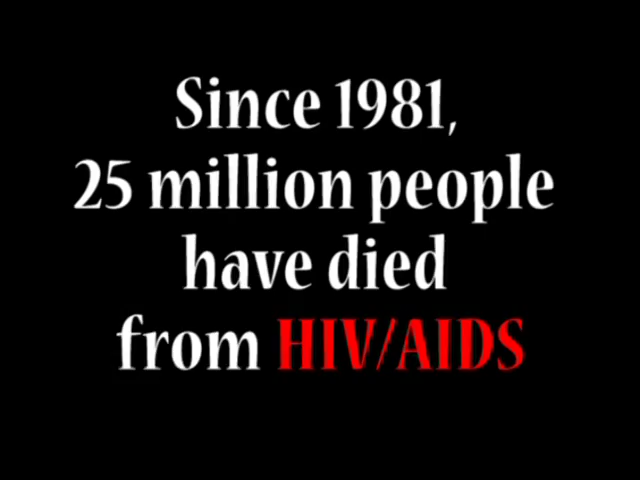 Since 1981,
25 million people
have died
from HIV/AIDS